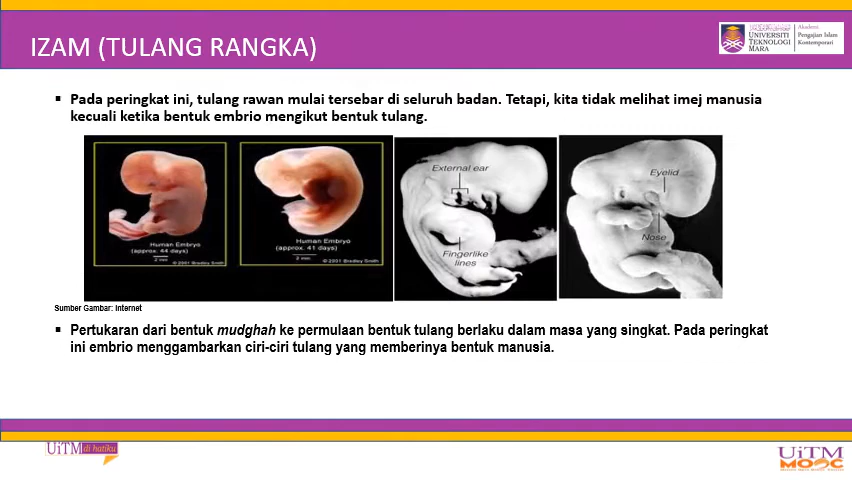 IZAM (TULANG RANGKA)
UNIVERSITI
TEKNOLOGI
MARA
Akademi
Pengajian Islam
Kontemporari
▪ Pada peringkat ini, tulang rawan mulai tersebar di seluruh badan. Tetapi, kita tidak melihat imej manusia
kecuali ketika bentuk embrio mengikut bentuk tulang.
Human Embryo
(approx. 44 days)
2 mm
© 2001 Bradley Smith
Human Embryo
(approx. 41 days)
2 mm
© 2001 Bradley Smith
External ear
Fingerlike
lines
Eyelid
Nose
Sumber Gambar: Internet
▪ Pertukaran dari bentuk mudghah ke permulaan bentuk tulang berlaku dalam masa yang singkat. Pada peringkat
ini embrio menggambarkan ciri-ciri tulang yang memberinya bentuk manusia.
UiTM di hatiku
UiTM
MOOC